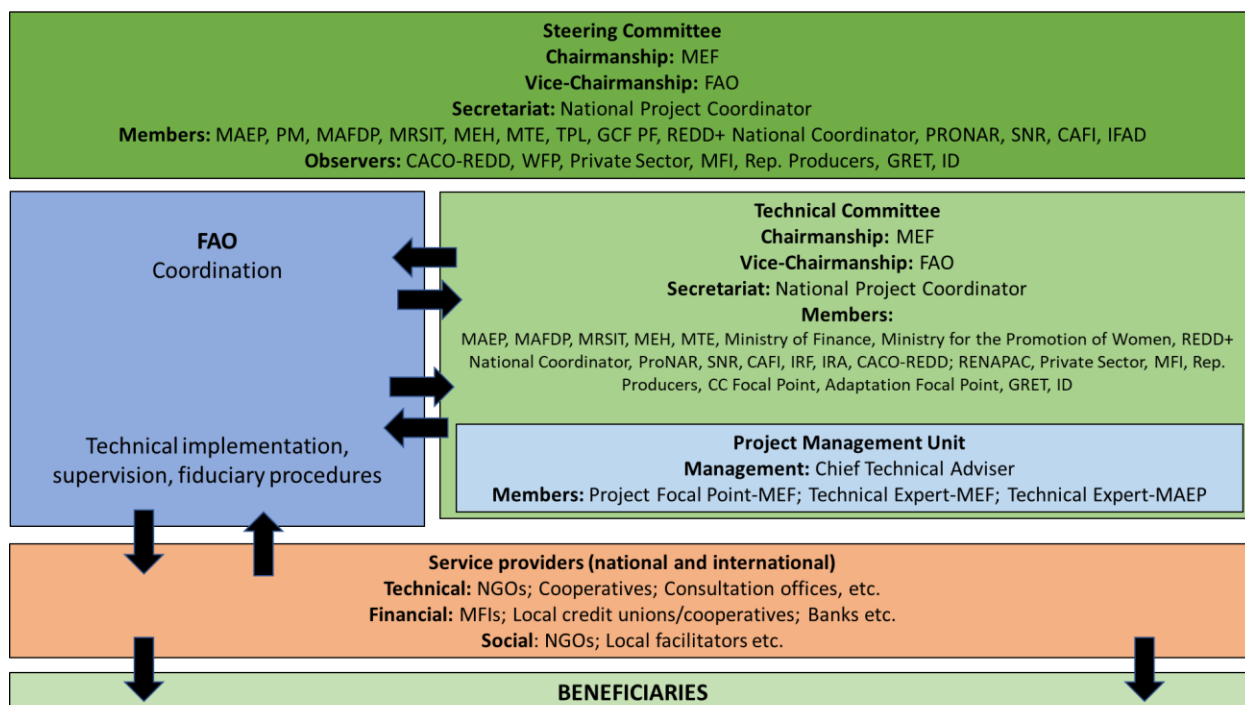 Steering Committee
Chairmanship: MEF
Vice-Chairmanship: FAO
Secretariat: National Project Coordinator
Members: MAEP, PM, MAFDP, MRSIT, MEH, MTE, TPL, GCF PF, REDD+ National Coordinator, PRONAR, SNR, CAFI, IFAD
Observers: CACO-REDD, WFP, Private Sector, MFI, Rep. Producers, GRET, ID
FAO
Coordination
Technical implementation,
supervision, fiduciary procedures
Technical Committee
Chairmanship: MEF
Vice-Chairmanship: FAO
Secretariat: National Project Coordinator
Members:
MAEP, MAFDP, MRSIT, MEH, MTE, Ministry of Finance, Ministry for the Promotion of Women, REDD+
National Coordinator, ProNAR, SNR, CAFI, IRF, IRA, CACO-REDD; RENAPAC, Private Sector, MFI, Rep.
Producers, CC Focal Point, Adaptation Focal Point, GRET, ID
Project Management Unit
Management: Chief Technical Adviser
Members: Project Focal Point-MEF; Technical Expert-MEF; Technical Expert-MAEP
Service providers (national and international)
Technical: NGOs; Cooperatives; Consultation offices, etc.
Financial: MFIs; Local credit unions/cooperatives; Banks etc.
Social: NGOs; Local facilitators etc.
BENEFICIARIES